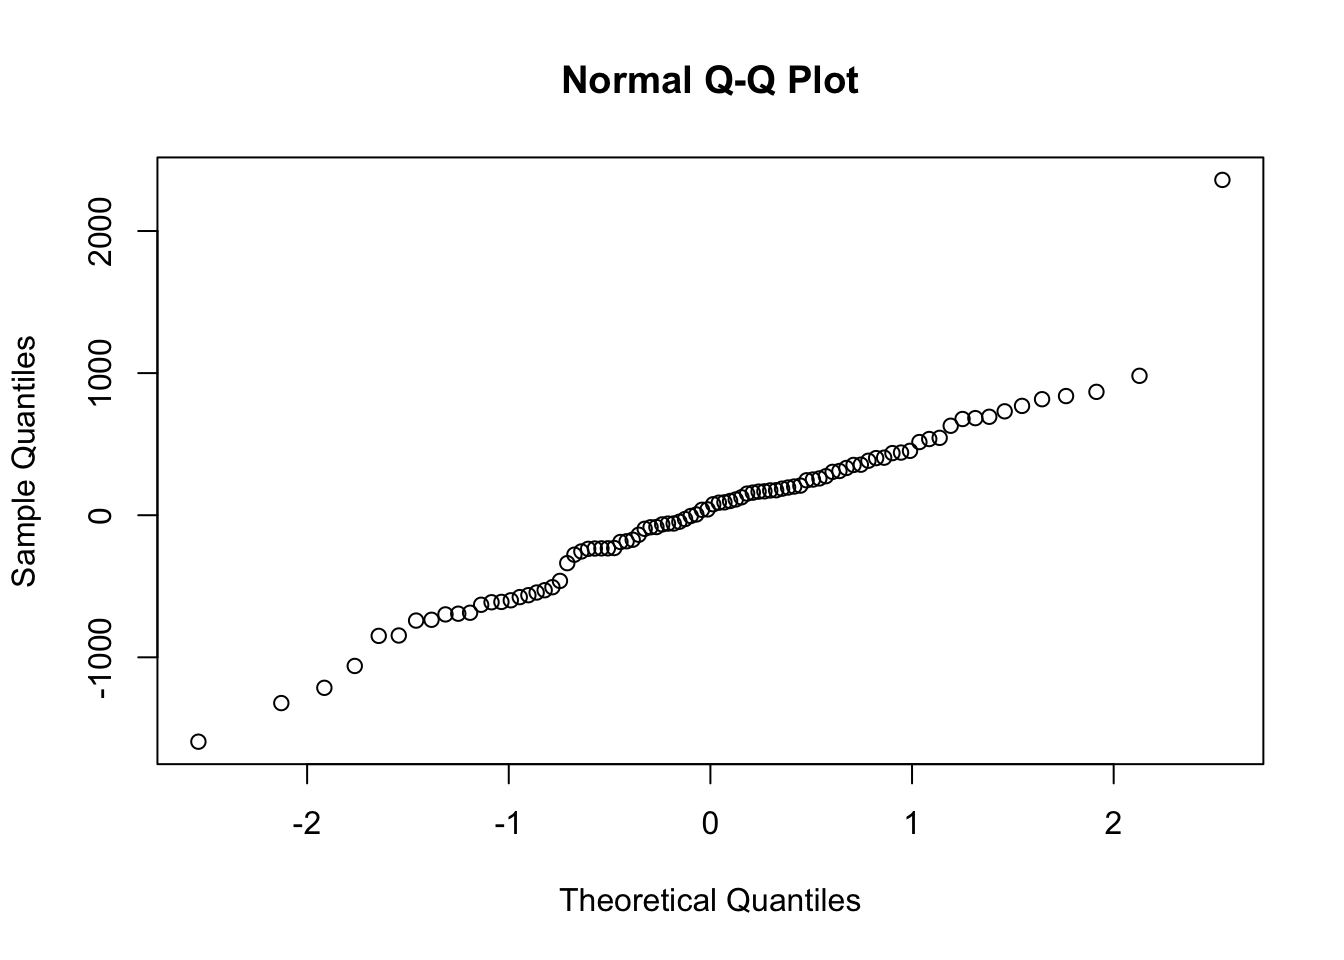 Normal Q-Q Plot
2000
1000
0
-1000
Sample Quantiles
-2 -1 0 1 2
Theoretical Quantiles